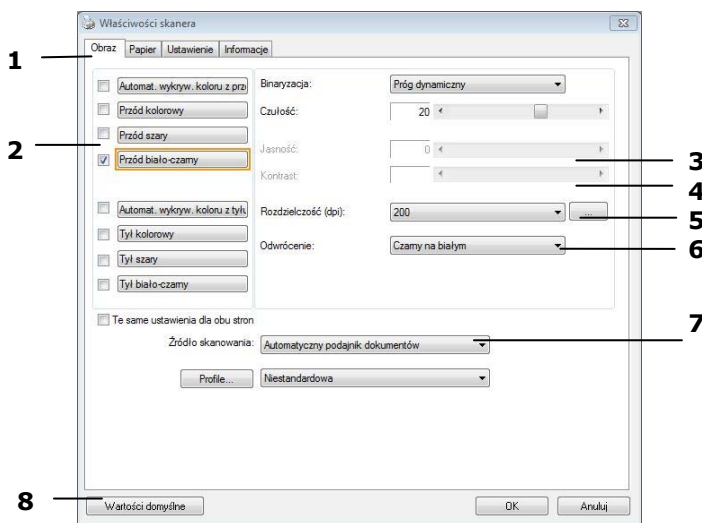 Właściwości skanera
Obraz Papier Ustawienie Informacje
1
Automat. wykryw. koloru z prz
Binaryzacja: Próg dynamiczny
Przód kolorowy
Czułość: 20
Przód szary
2
Jasność: 0
3
Przód biało-czarny
Kontrast:
4
Automat. wykryw. koloru z tyłu
Rozdzielczość (dpi): 200 ...
5
Tył kolorowy
Odwrócenie: Czarny na białym
6
Tył szary
Tył biało-czarny
Te same ustawienia dla obu stron
7
Źródło skanowania: Automatyczny podajnik dokumentów
Profile... Niestandardowa
8
Wartości domyślne OK Anuluj